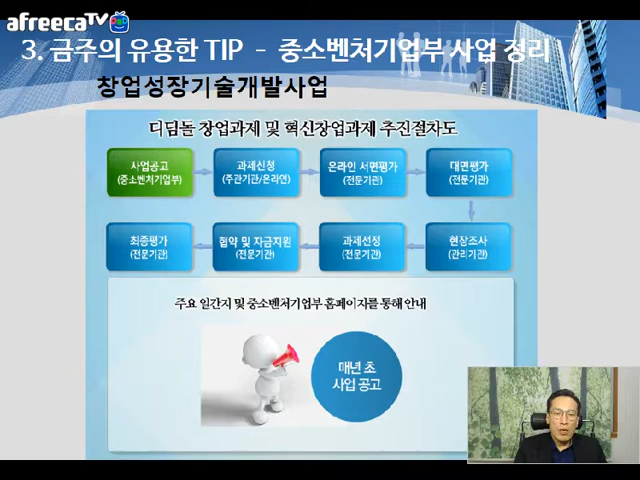 afreecaTV
3. 금주의 유용한 TIP - 중소벤처기업부 사업 정리
창업성장기술개발사업
디딤돌 창업과제 및 혁신창업과제 추진절차도
사업공고
(중소벤처기업부)
과제신청
(주관기관/온라인)
온라인 서면평가
(전문기관)
대면평가
(전문기관)
최종평가
(전문기관)
협약 및 자금지원
(전문기관)
과제선정
(전문기관)
현장조사
(관리기관)
주요 일간지 및 중소벤처기업부 홈페이지를 통해 안내
매년 초
사업 공고